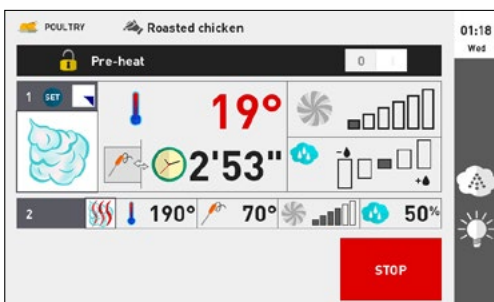 POULTRY Roasted chicken
01:18
Wed
Pre-heat 0 I
1 SET 19°
2'53"
2 190° 70° 50%
STOP